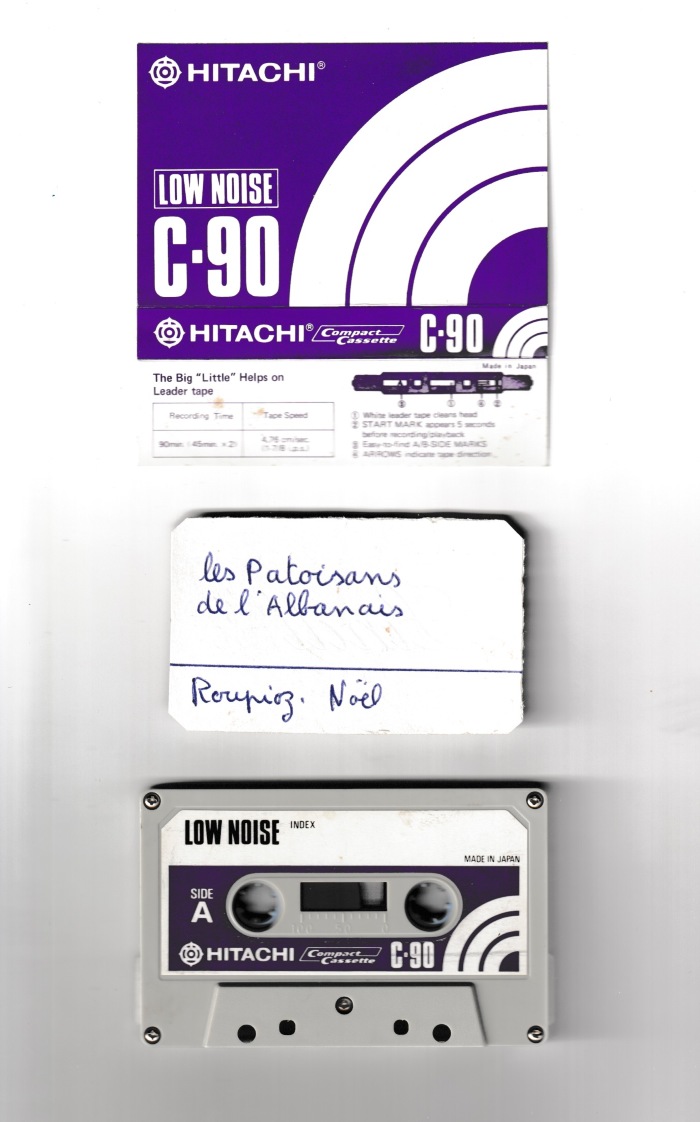 HITACHI®
LOW NOISE
C·90
HITACHI® Compact Cassette C·90
Made in Japan
The Big "Little" Helps on
Leader tape
Recording Time Tape Speed
90min. (45min. x 2) 4.76 cm/sec.
(1-7/8 i.p.s.)
① White leader tape cleans head
② START MARK appears 5 seconds
before recording/playback
③ Easy-to-find A/B-SIDE MARKS
④ ARROWS indicate tape direction
les Patoisans
de l'Albanais
Roupioz. Noël
LOW NOISE INDEX
MADE IN JAPAN
SIDE
A
100 50 0
HITACHI Compact Cassette C·90